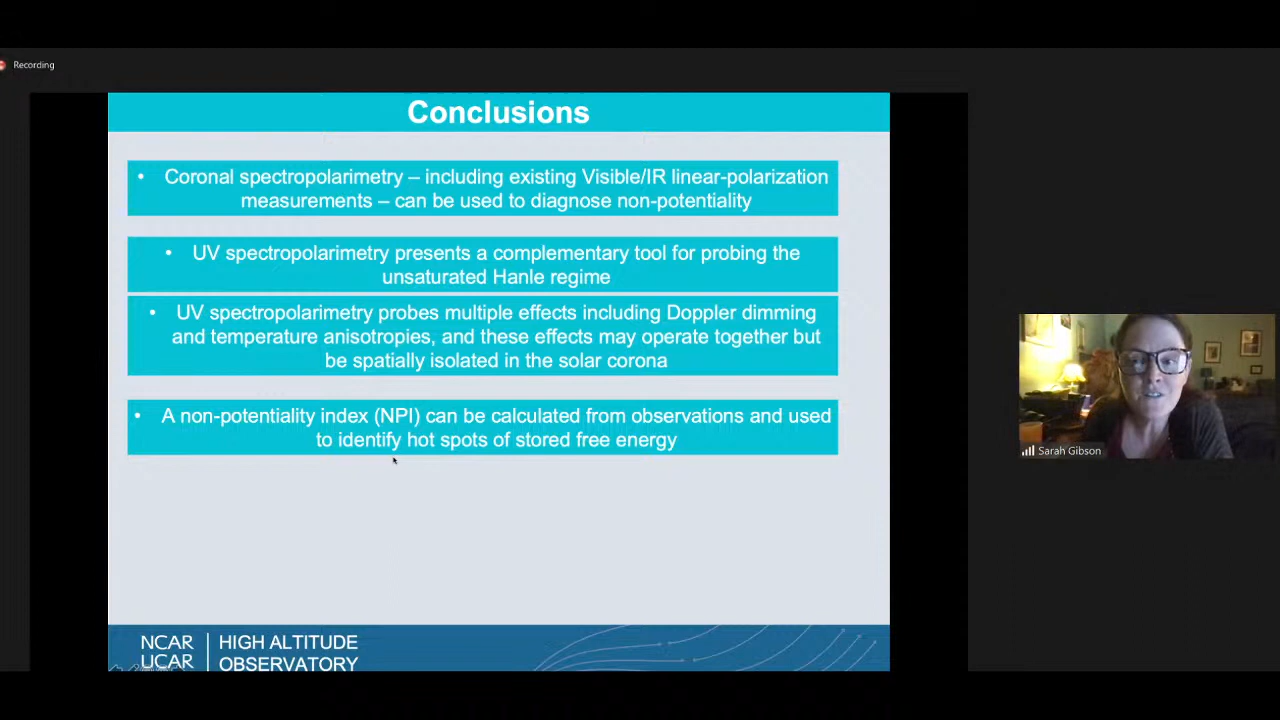 Recording
Conclusions
• Coronal spectropolarimetry – including existing Visible/IR linear-polarization
measurements – can be used to diagnose non-potentiality
• UV spectropolarimetry presents a complementary tool for probing the
unsaturated Hanle regime
• UV spectropolarimetry probes multiple effects including Doppler dimming
and temperature anisotropies, and these effects may operate together but
be spatially isolated in the solar corona
• A non-potentiality index (NPI) can be calculated from observations and used
to identify hot spots of stored free energy
Sarah Gibson
NCAR | HIGH ALTITUDE
UCAR | OBSERVATORY